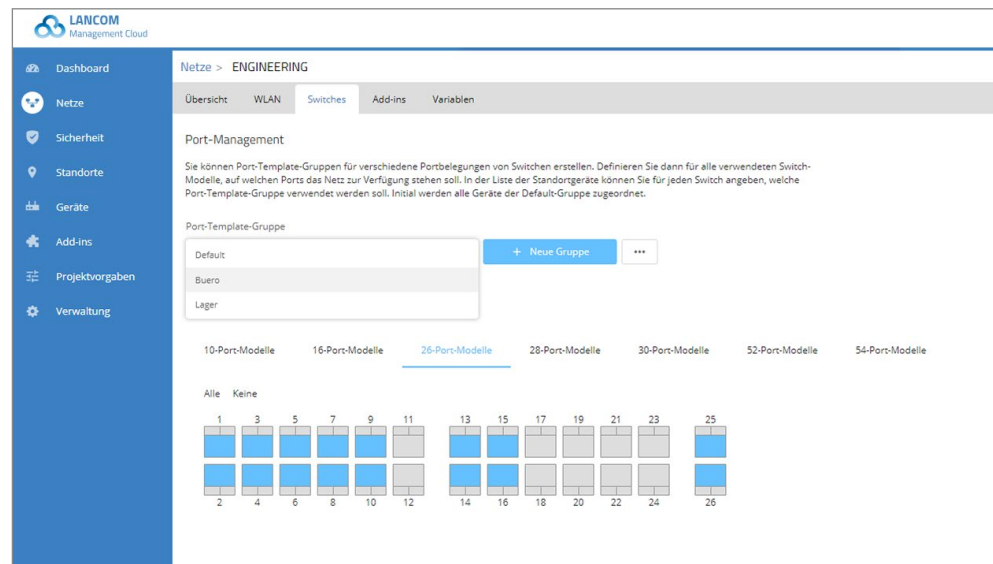 LANCOM
Management Cloud
Dashboard
Netze
Sicherheit
Standorte
Geräte
Add-ins
Projektvorgaben
Verwaltung
Netze > ENGINEERING
Übersicht WLAN Switches Add-ins Variablen
Port-Management
Sie können Port-Template-Gruppen für verschiedene Portbelegungen von Switchen erstellen. Definieren Sie dann für alle verwendeten Switch-
Modelle, auf welchen Ports das Netz zur Verfügung stehen soll. In der Liste der Standortgeräte können Sie für jeden Switch angeben, welche
Port-Template-Gruppe verwendet werden soll. Initial werden alle Geräte der Default-Gruppe zugeordnet.
Port-Template-Gruppe
Default
+ Neue Gruppe ...
Buero
Lager
10-Port-Modelle 16-Port-Modelle 26-Port-Modelle 28-Port-Modelle 30-Port-Modelle 52-Port-Modelle 54-Port-Modelle
Alle Keine
1 3 5 7 9 11 13 15 17 19 21 23 25
2 4 6 8 10 12 14 16 18 20 22 24 26